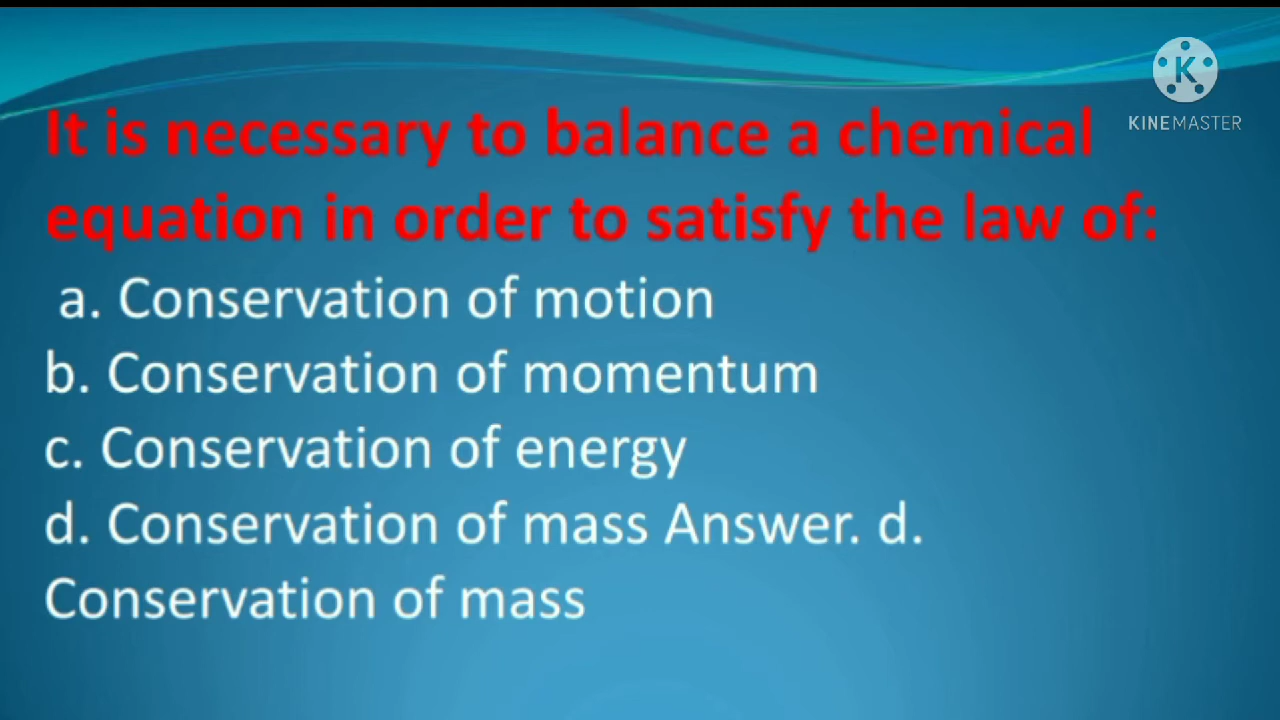 K
KINEMASTER
It is necessary to balance a chemical
equation in order to satisfy the law of:
a. Conservation of motion
b. Conservation of momentum
c. Conservation of energy
d. Conservation of mass Answer. d.
Conservation of mass